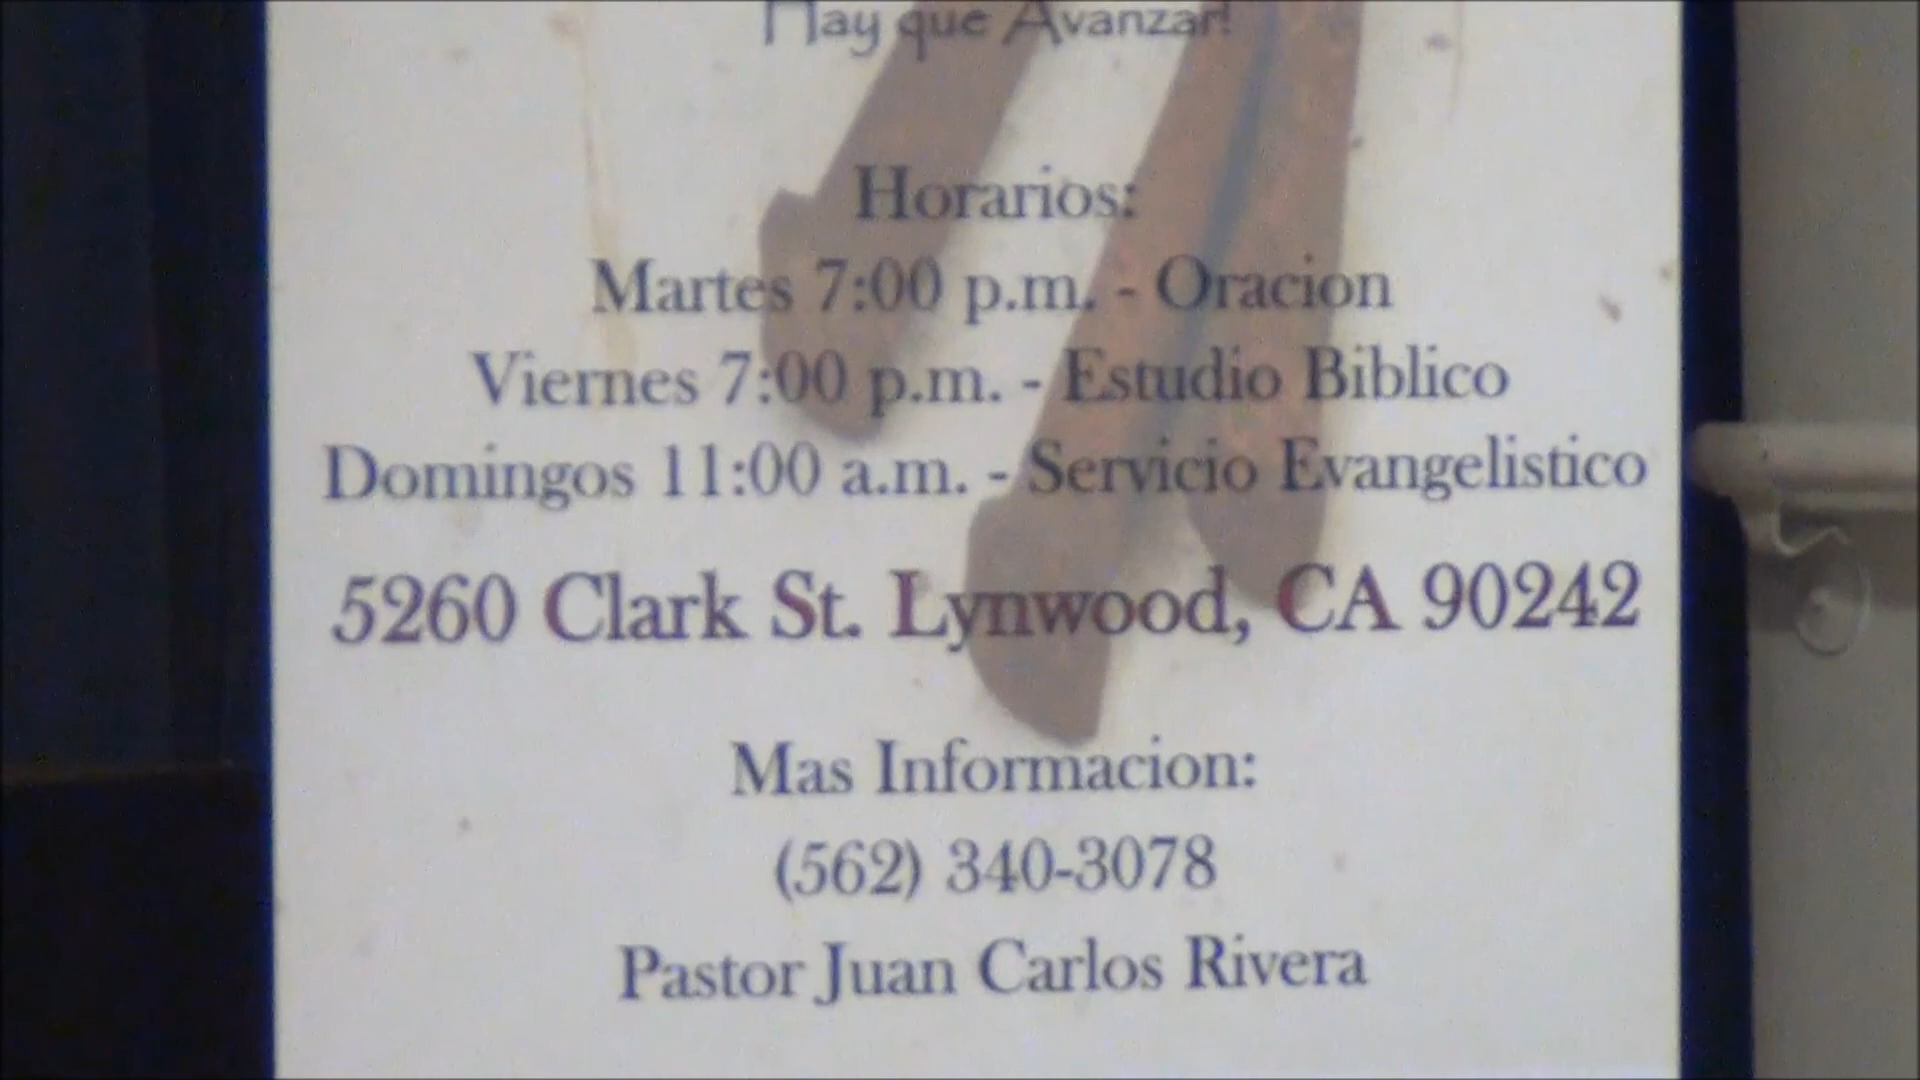 Hay que Avanzar!
Horarios:
Martes 7:00 p.m. - Oracion
Viernes 7:00 p.m. - Estudio Biblico
Domingos 11:00 a.m. - Servicio Evangelistico
5260 Clark St. Lynwood, CA 90242
Mas Informacion:
(562) 340-3078
Pastor Juan Carlos Rivera